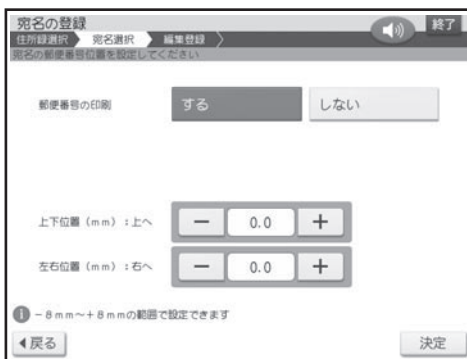 宛名の登録
終了
住所録選択 宛名選択 編集登録
宛名の郵便番号位置を設定してください
郵便番号の印刷 する しない
上下位置（mm）：上へ － 0.0 ＋
左右位置（mm）：右へ － 0.0 ＋
i －8mm～＋8mmの範囲で設定できます
戻る 決定